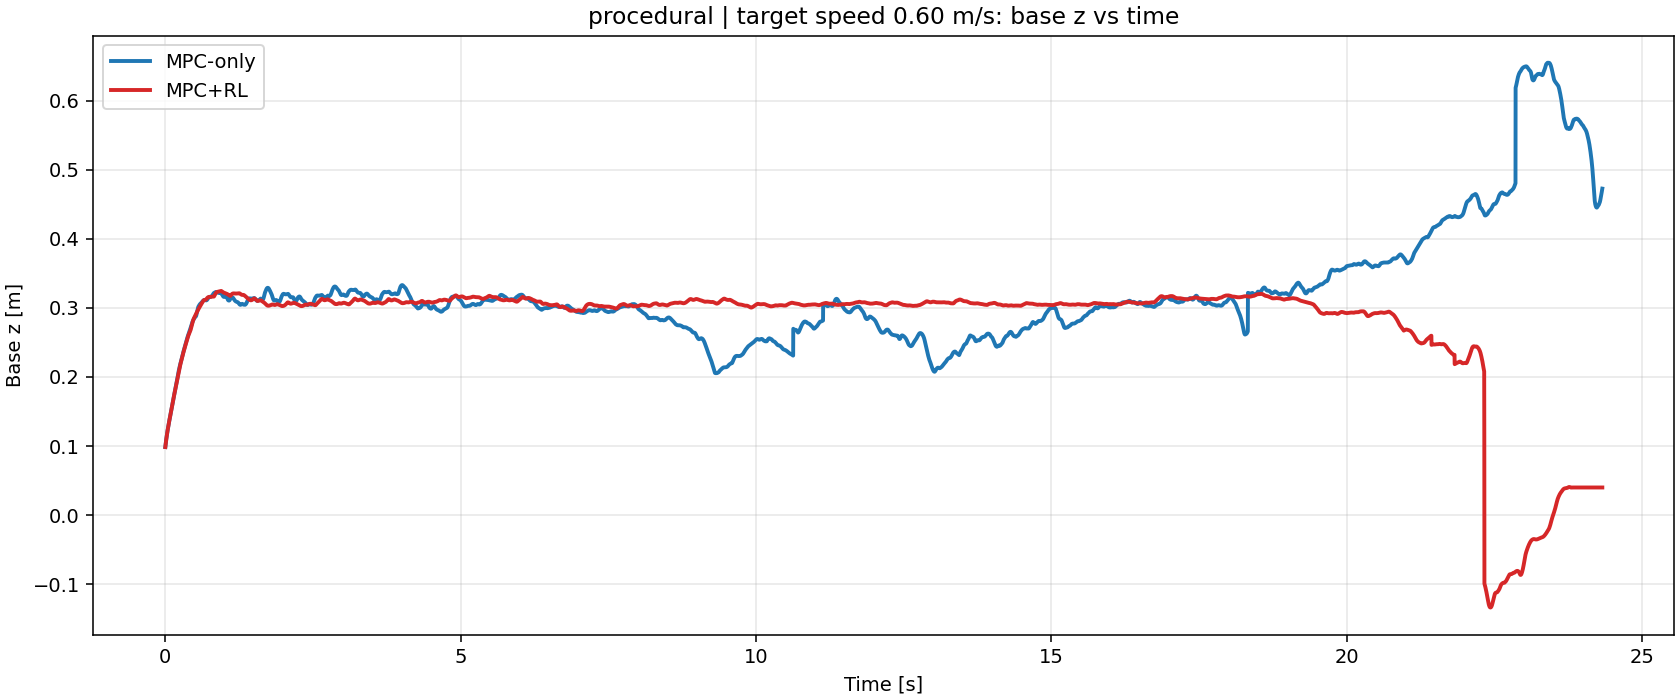 procedural | target speed 0.60 m/s: base z vs time
MPC-only
MPC+RL
Base z [m]
0.6
0.5
0.4
0.3
0.2
0.1
0.0
−0.1
0 5 10 15 20 25
Time [s]